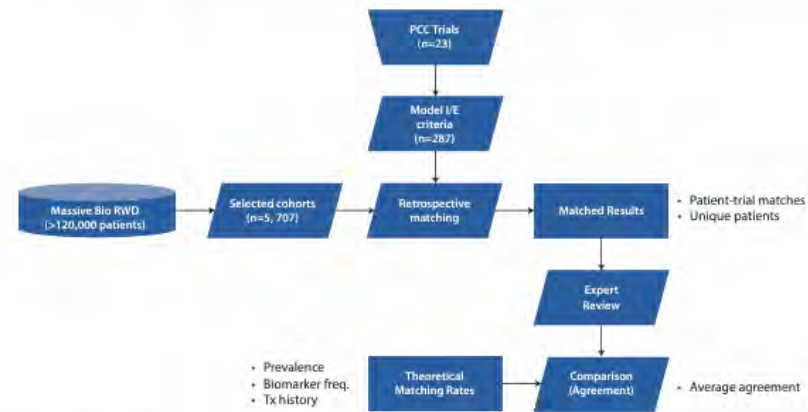 PCC Trials
(n=23)
Model I/E
criteria
(n=287)
Massive Bio RWD
(>120,000 patients)
Selected cohorts
(n=5, 707)
Retrospective
matching
Matched Results
• Patient-trial matches
• Unique patients
Expert
Review
• Prevalence
• Biomarker freq.
• Tx history
Theoretical
Matching Rates
Comparison
(Agreement)
• Average agreement